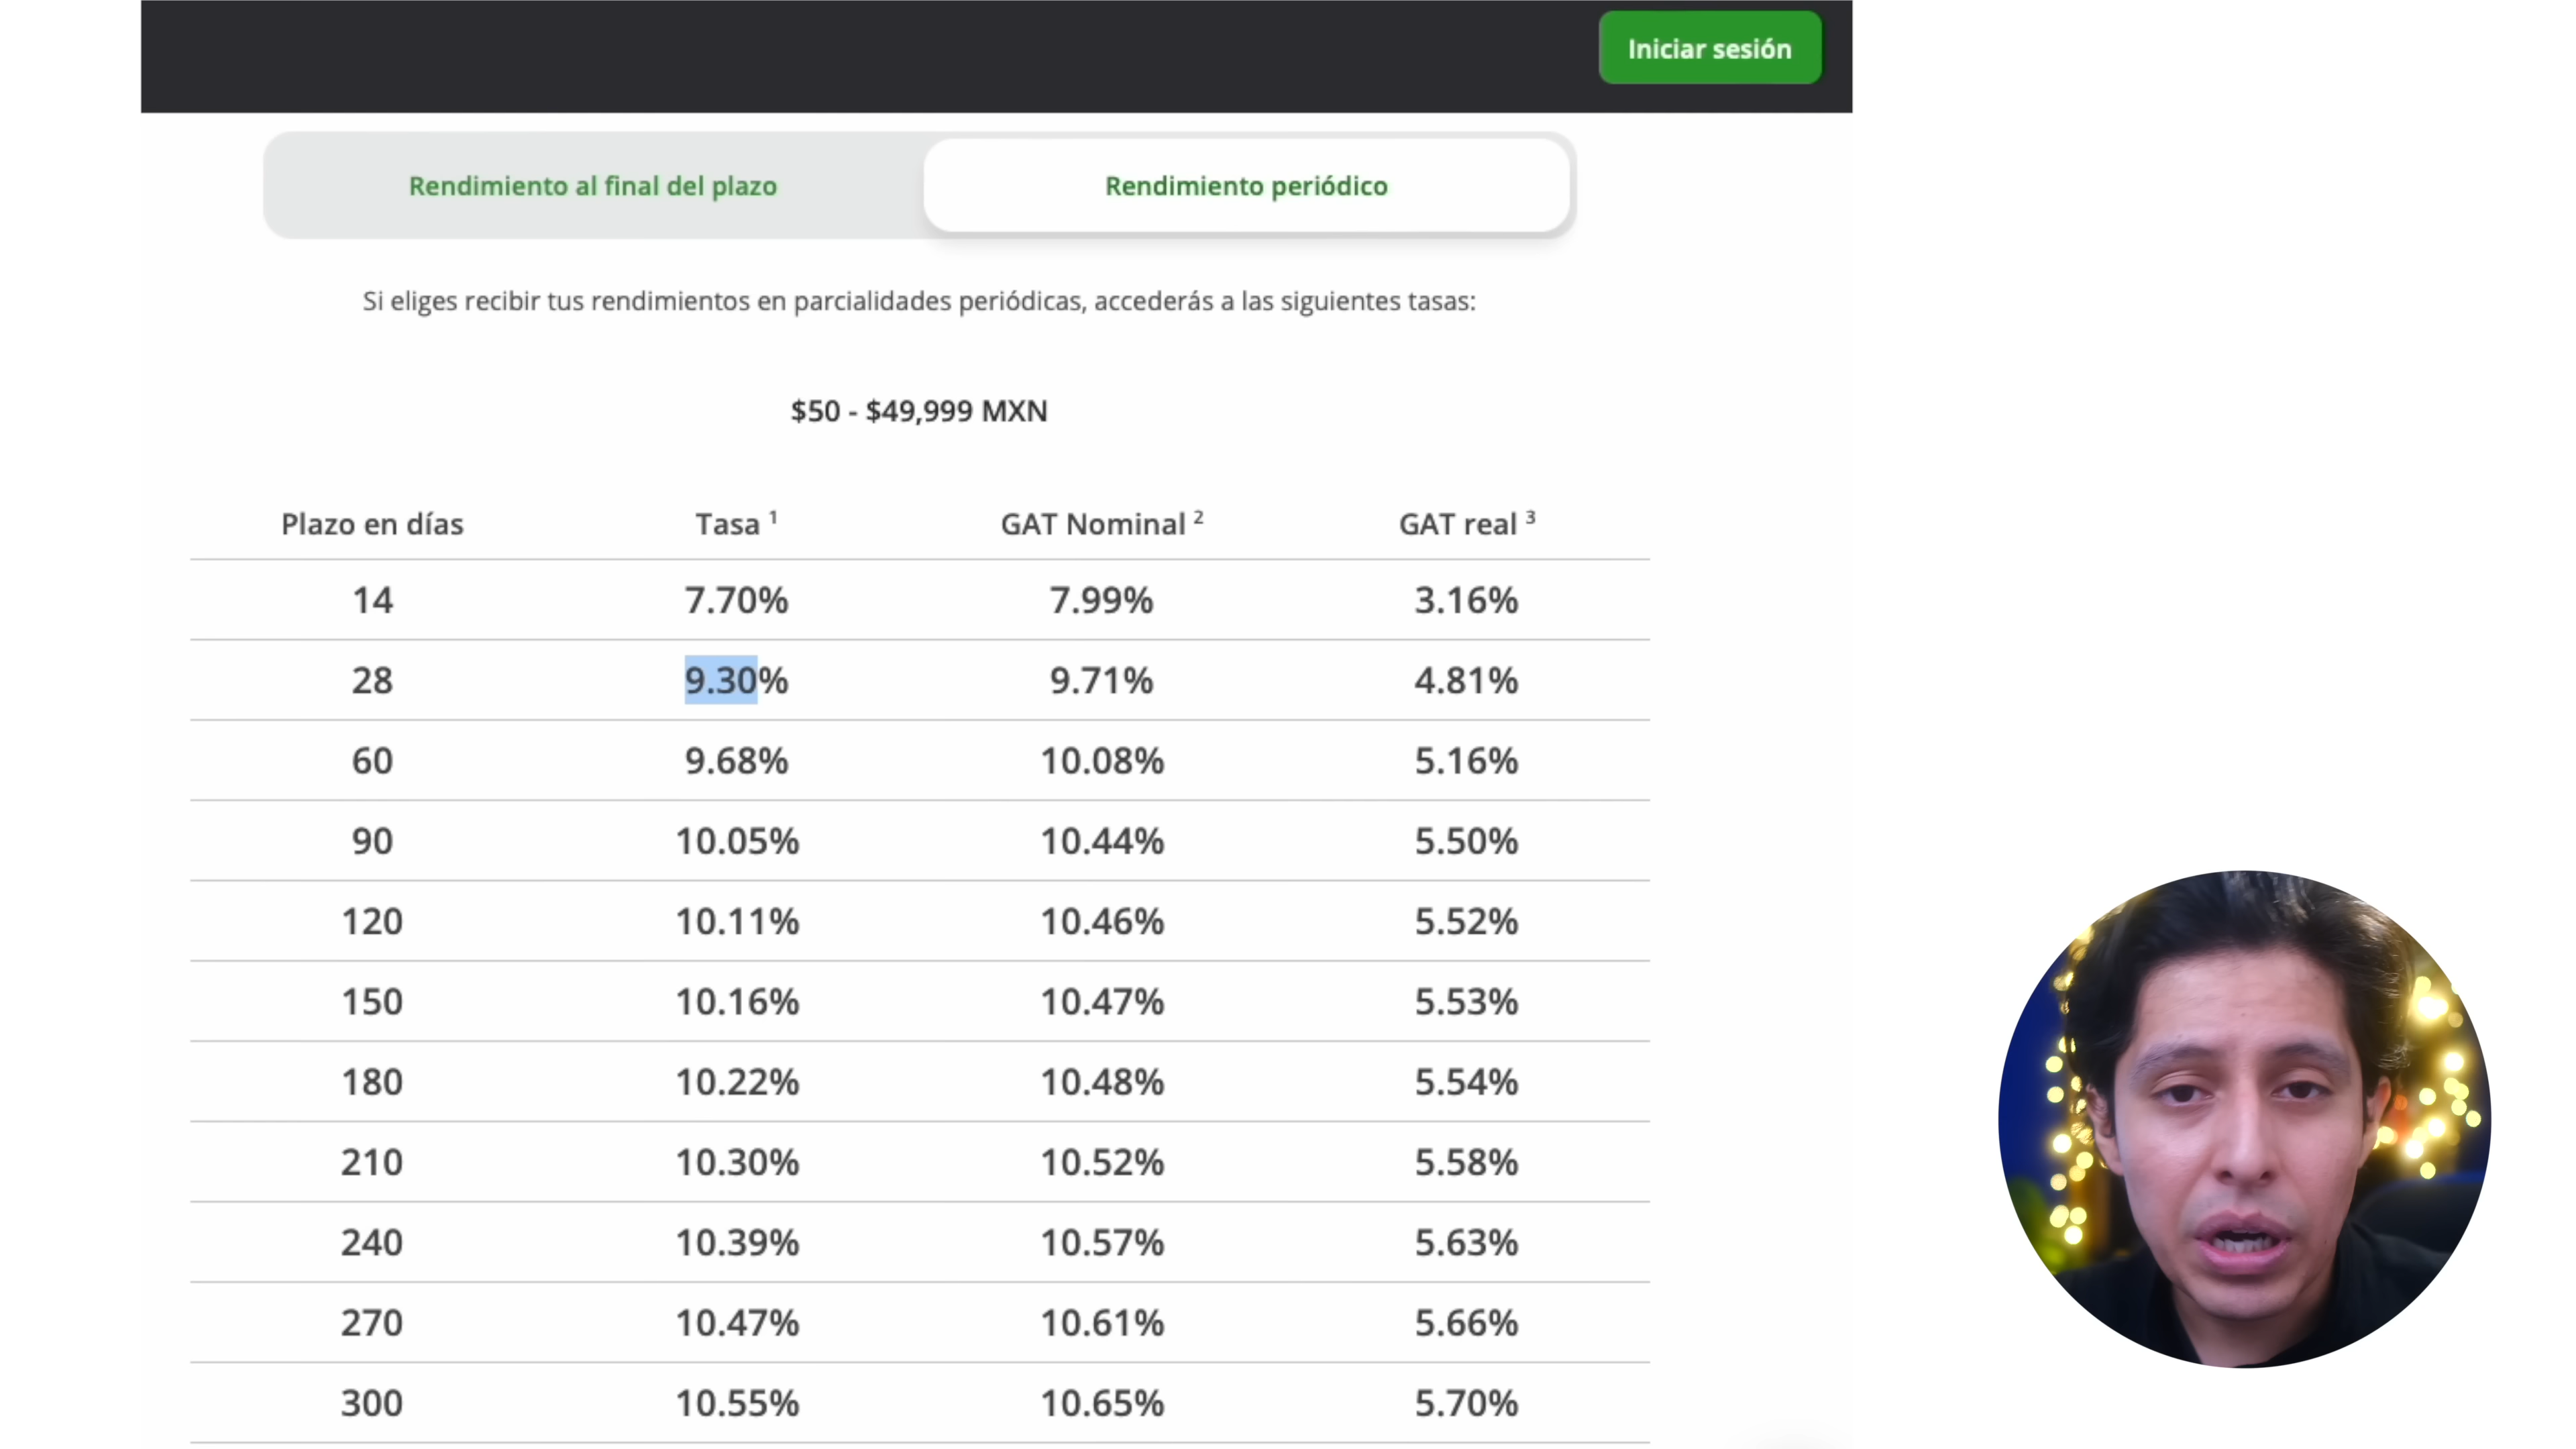 Iniciar sesión
Rendimiento al final del plazo Rendimiento periódico
Si eliges recibir tus rendimientos en parcialidades periódicas, accederás a las siguientes tasas:
$50 - $49,999 MXN
Plazo en días Tasa 1 GAT Nominal 2 GAT real 3
14 7.70% 7.99% 3.16%
28 9.30% 9.71% 4.81%
60 9.68% 10.08% 5.16%
90 10.05% 10.44% 5.50%
120 10.11% 10.46% 5.52%
150 10.16% 10.47% 5.53%
180 10.22% 10.48% 5.54%
210 10.30% 10.52% 5.58%
240 10.39% 10.57% 5.63%
270 10.47% 10.61% 5.66%
300 10.55% 10.65% 5.70%